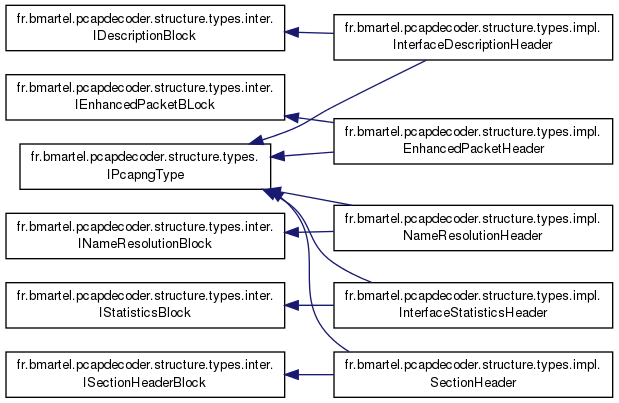 fr.bmartel.pcapdecoder.structure.types.inter.
IDescriptionBlock
fr.bmartel.pcapdecoder.structure.types.impl.
InterfaceDescriptionHeader
fr.bmartel.pcapdecoder.structure.types.inter.
IEnhancedPacketBLock
fr.bmartel.pcapdecoder.structure.types.impl.
EnhancedPacketHeader
fr.bmartel.pcapdecoder.structure.types.
IPcapngType
fr.bmartel.pcapdecoder.structure.types.inter.
INameResolutionBlock
fr.bmartel.pcapdecoder.structure.types.impl.
NameResolutionHeader
fr.bmartel.pcapdecoder.structure.types.inter.
IStatisticsBlock
fr.bmartel.pcapdecoder.structure.types.impl.
InterfaceStatisticsHeader
fr.bmartel.pcapdecoder.structure.types.inter.
ISectionHeaderBlock
fr.bmartel.pcapdecoder.structure.types.impl.
SectionHeader